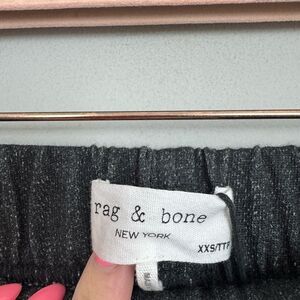 rag & bone
NEW YORK
XXS/TTP